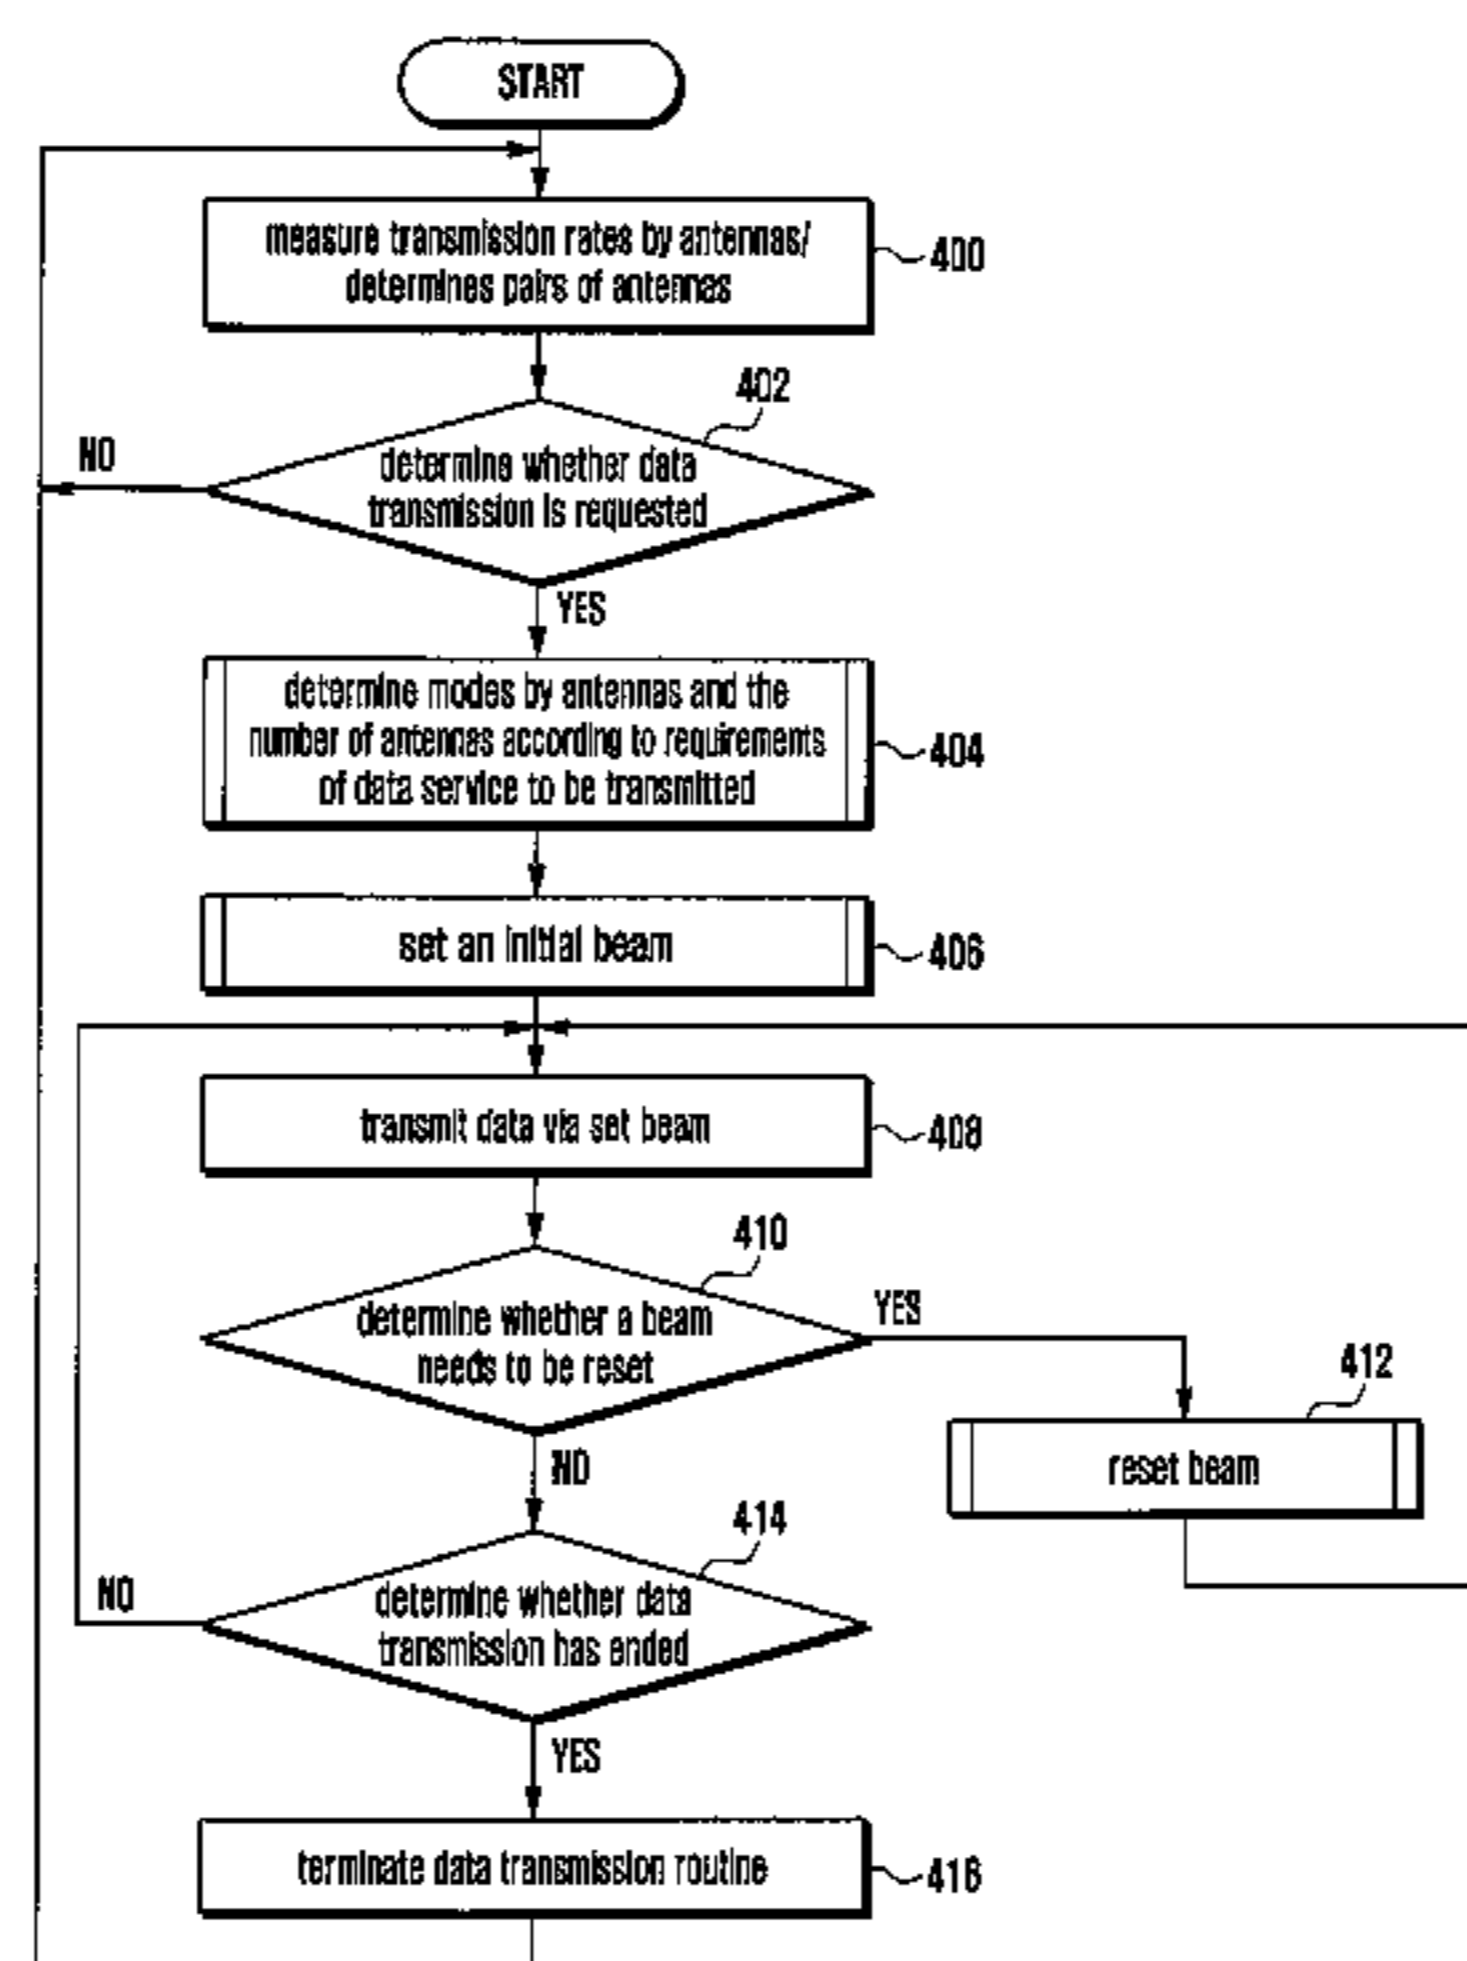 START
measure transmission rates by antennas/
determines pairs of antennas
400
402
NO
determine whether data
transmission is requested
YES
determine modes by antennas and the
number of antennas according to requirements
of data service to be transmitted
404
set an initial beam
406
transmit data via set beam
408
410
determine whether a beam
needs to be reset
YES
412
reset beam
NO
414
NO
determine whether data
transmission has ended
YES
terminate data transmission routine
416